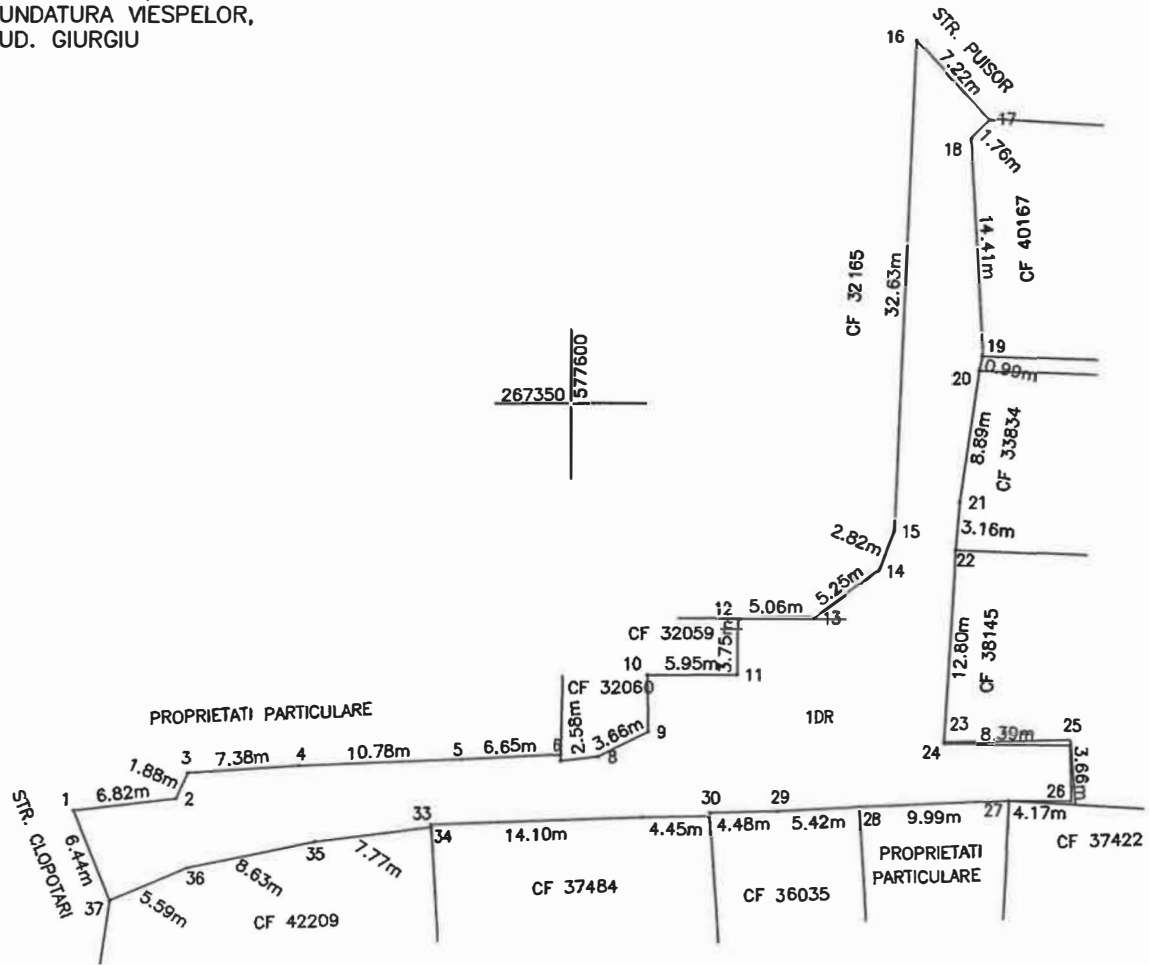 UNDATURA VIESPELOR,
UD. GIURGIU
16
STR. PUISOR
7.22m
17
18
1.76m
14.41m
CF 40167
CF 32165
32.63m
19
0.99m
20
267350
577600
8.89m
CF 33834
21
3.16m
22
15
2.82m
14
5.25m
12
5.06m
13
CF 32059
3.75m
10
5.95m
11
CF 32060
12.80m
CF 38145
PROPRIETATI PARTICULARE
1DR
23
25
8.39m
24
3.66m
9
3.66m
2.58m
6
8
5
6.65m
10.78m
4
7.38m
3
1.88m
2
6.82m
1
STR. CLOPOTARI
6.44m
37
5.59m
36
8.63m
35
7.77m
33
34
14.10m
4.45m
30
4.48m
29
5.42m
28
9.99m
27
4.17m
26
CF 37422
PROPRIETATI
PARTICULARE
CF 37484
CF 36035
CF 42209